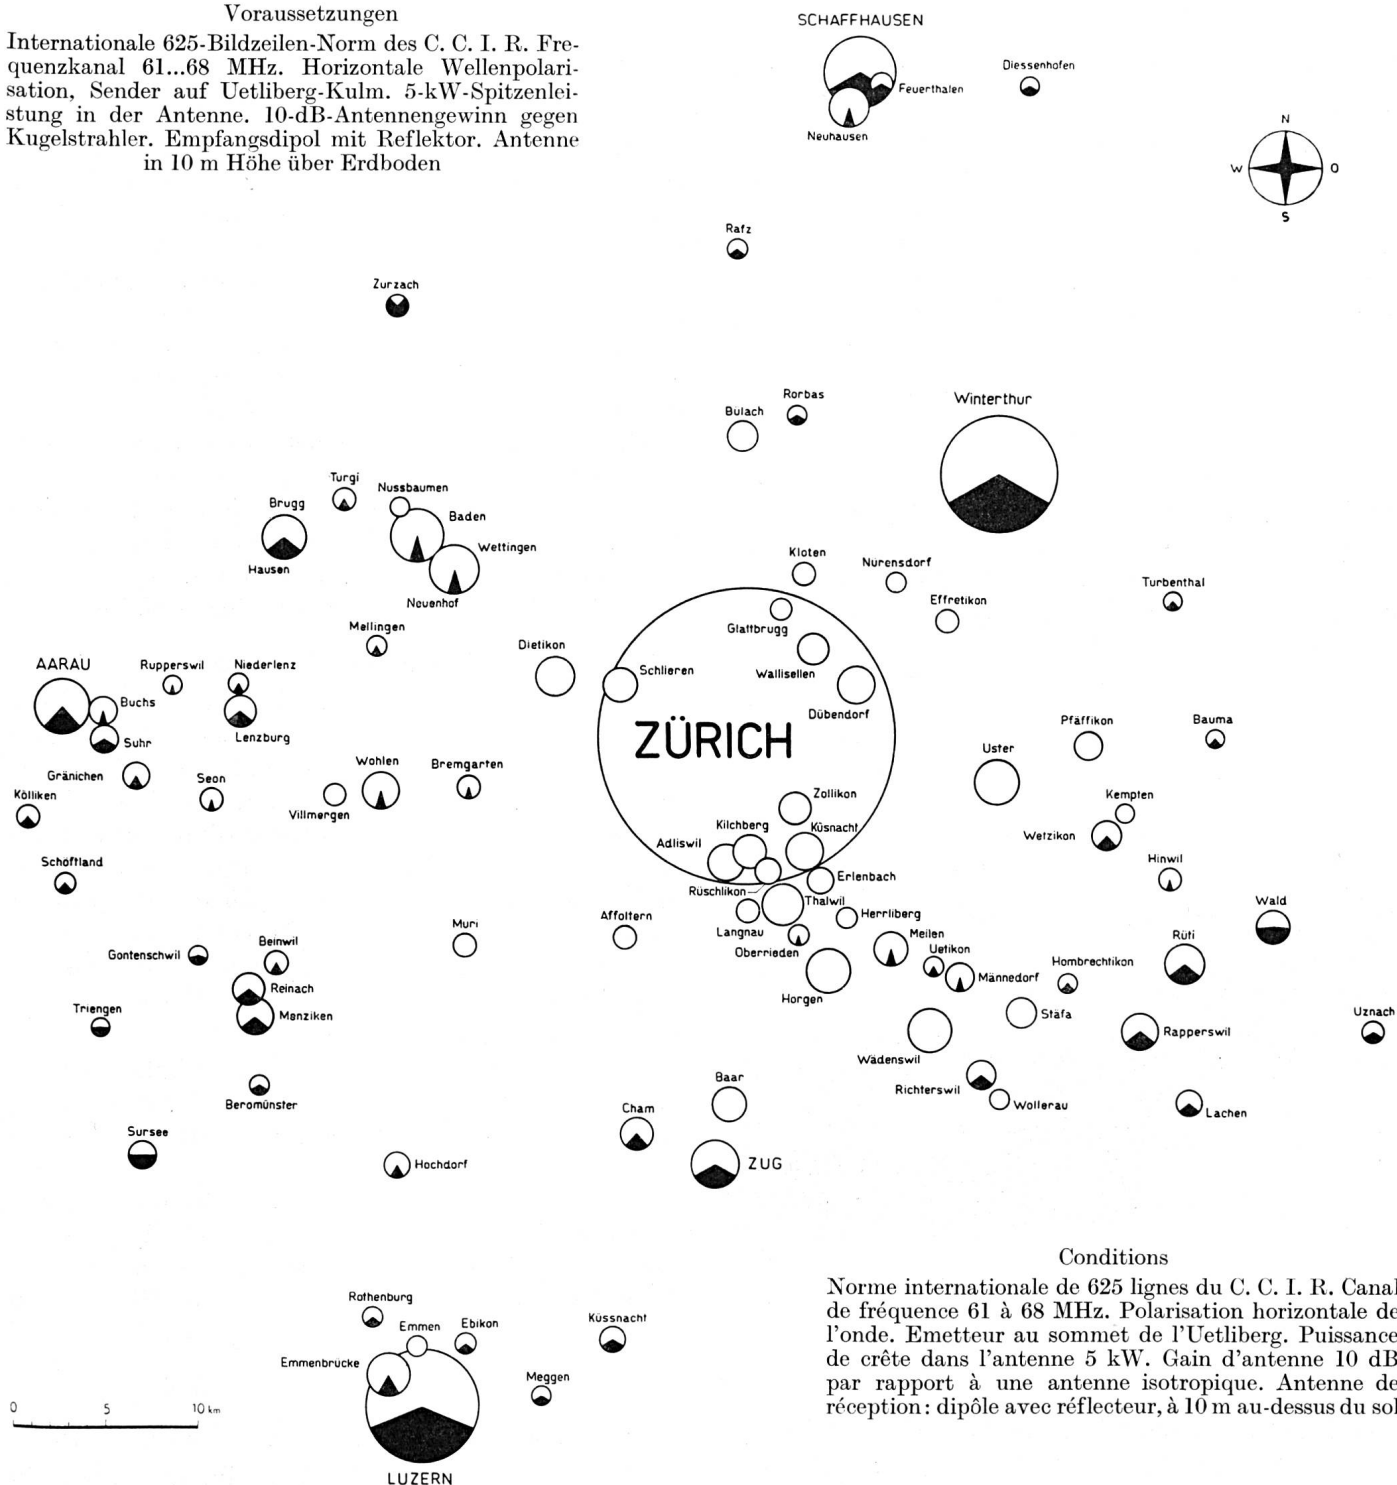 Voraussetzungen
Internationale 625-Bildzeilen-Norm des C. C. I. R. Fre-
quenzkanal 61...68 MHz. Horizontale Wellenpolari-
sation, Sender auf Uetliberg-Kulm. 5-kW-Spitzenlei-
stung in der Antenne. 10-dB-Antennengewinn gegen
Kugelstrahler. Empfangsdipol mit Reflektor. Antenne
in 10 m Höhe über Erdboden
SCHAFFHAUSEN
Diessenhofen
Feuerthalen
Neuhausen
N
W
O
S
Rafz
Zurzach
Rorbas
Bülach
Winterthur
Turgi
Nussbaumen
Brugg
Baden
Wettingen
Hausen
Neuenhof
Kloten
Nürensdorf
Effretikon
Turbenthal
Glattbrugg
Mellingen
Dietikon
Schlieren
Wallisellen
Dübendorf
AARAU
Rupperswil
Niederlenz
Buchs
Suhr
Lenzburg
ZÜRICH
Pfäffikon
Bauma
Uster
Gränichen
Seon
Wohlen
Bremgarten
Kölliken
Villmergen
Zollikon
Kempten
Wetzikon
Kilchberg
Küsnacht
Adliswil
Hinwil
Schöftland
Erlenbach
Rüschlikon
Thalwil
Wald
Langnau
Herrliberg
Affoltern
Muri
Oberrieden
Meilen
Uetikon
Rüti
Gontenschwil
Beinwil
Hombrechtikon
Männedorf
Reinach
Horgen
Triengen
Menziken
Stäfa
Uznach
Rapperswil
Wädenswil
Baar
Richterswil
Wollerau
Lachen
Beromünster
Cham
Sursee
Hochdorf
ZUG
Conditions
Norme internationale de 625 lignes du C. C. I. R. Canal
de fréquence 61 à 68 MHz. Polarisation horizontale de
l'onde. Emetteur au sommet de l'Uetliberg. Puissance
de crête dans l'antenne 5 kW. Gain d'antenne 10 dB
par rapport à une antenne isotropique. Antenne de
réception: dipôle avec réflecteur, à 10 m au-dessus du sol
Rothenburg
Emmen
Ebikon
Küssnacht
Emmenbrücke
Meggen
0 5 10 km
LUZERN